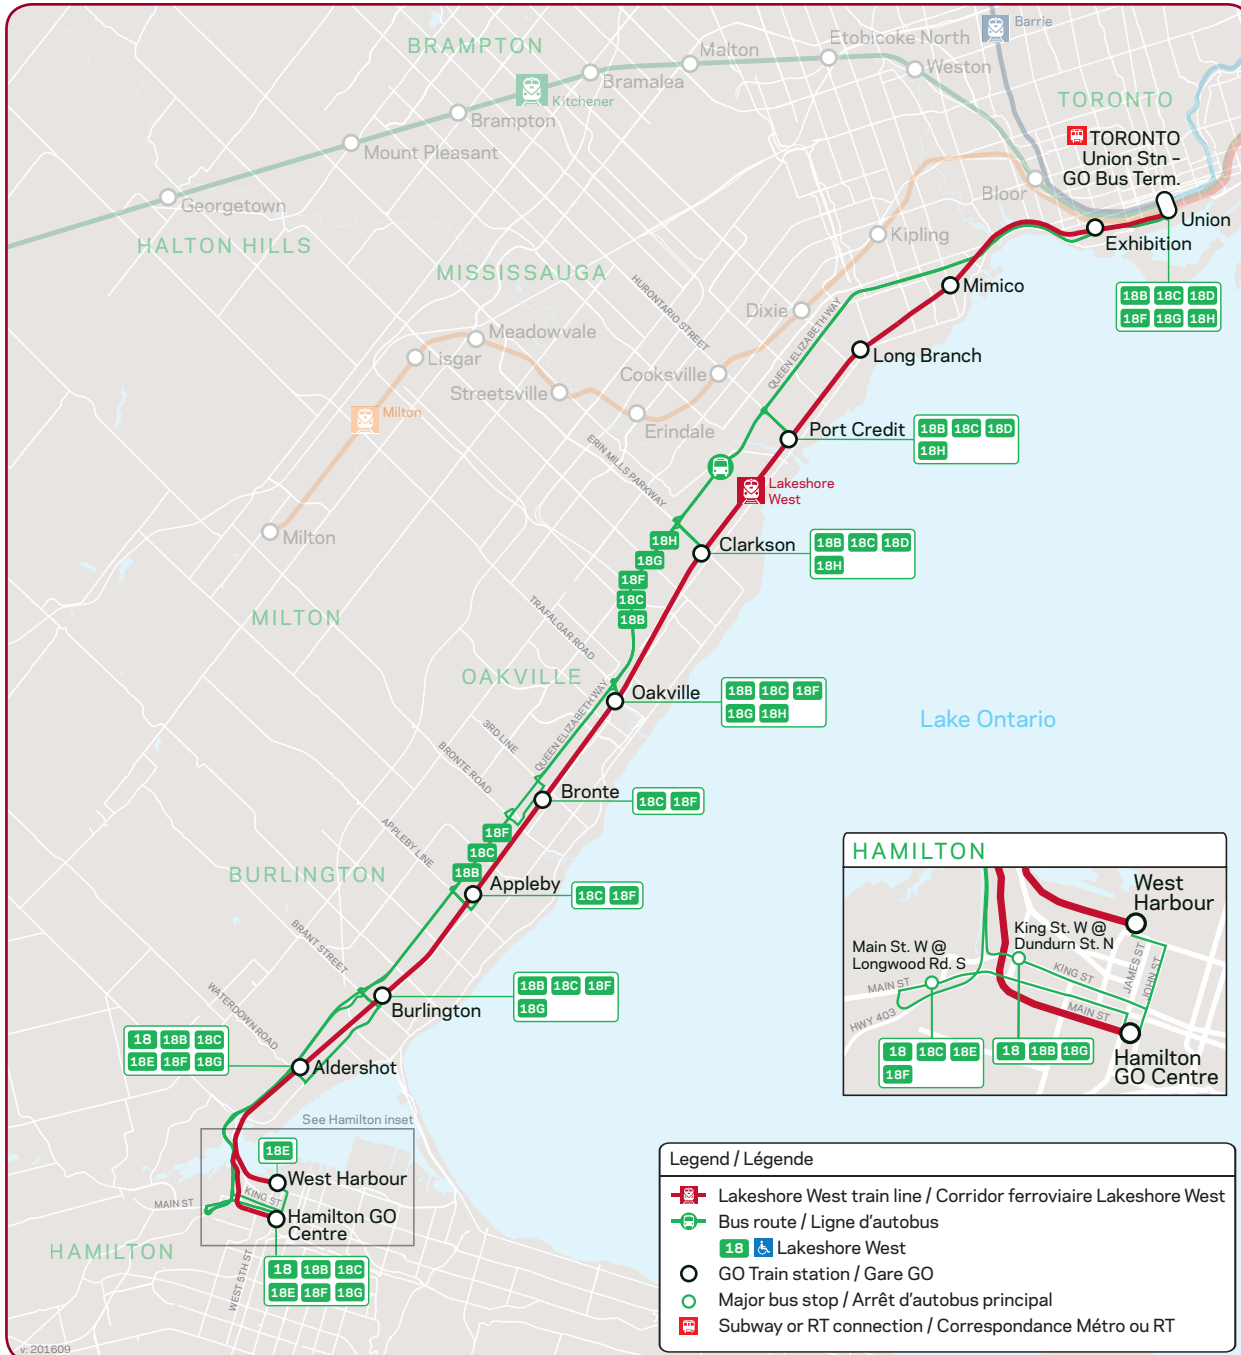 BRAMPTON
Barrie
Etobicoke North
Malton
Weston
Bramalea
Kitchener
TORONTO
Brampton
TORONTO
Union Stn –
GO Bus Term.
Mount Pleasant
Bloor
Georgetown
Union
Exhibition
Kipling
HALTON HILLS
MISSISSAUGA
HURONTARIO STREET
Mimico
18B 18C 18D
18F 18G 18H
Dixie
QUEEN ELIZABETH WAY
Meadowvale
Lisgar
Long Branch
Cooksville
Streetsville
Milton
Erindale
Port Credit
18B 18C 18D
18H
ERIN MILLS PARKWAY
Lakeshore
West
Milton
18H
Clarkson
18B 18C 18D
18H
18G
18F
18C
18B
TRAFALGAR ROAD
MILTON
OAKVILLE
Oakville
18B 18C 18F
18G 18H
QUEEN ELIZABETH WAY
Lake Ontario
3RD LINE
BRONTE ROAD
Bronte
18C 18F
APPLEBY LINE
18F
18C
18B
BURLINGTON
Appleby
18C 18F
BRANT STREET
18B 18C 18F
18G
Burlington
WATERDOWN ROAD
18 18B 18C
18E 18F 18G
Aldershot
See Hamilton inset
18E
West Harbour
MAIN ST
KING ST
Hamilton GO
Centre
HAMILTON
WEST 5TH ST
18 18B 18C
18E 18F 18G
HAMILTON
West
Harbour
King St. W @
Dundurn St. N
Main St. W @
Longwood Rd. S
JAMES ST
JOHN ST
KING ST
MAIN ST
MAIN ST
HWY 403
18 18C 18E
18F
18 18B 18G
Hamilton
GO Centre
Legend / Légende
Lakeshore West train line / Corridor ferroviaire Lakeshore West
Bus route / Ligne d'autobus
18 Lakeshore West
GO Train station / Gare GO
Major bus stop / Arrêt d'autobus principal
Subway or RT connection / Correspondance Métro ou RT
v: 201609